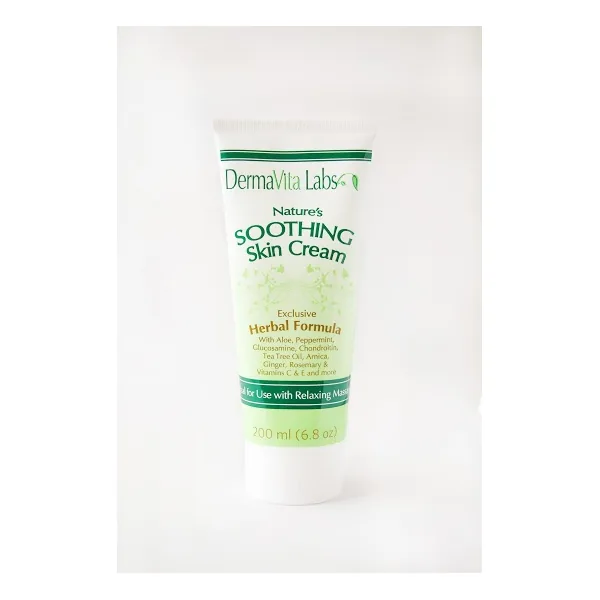 DermaVita Labs
Nature's
SOOTHING
Skin Cream
Exclusive
Herbal Formula
With Aloe, Peppermint,
Glucosamine, Chondroitin,
Tea Tree Oil, Arnica,
Ginger, Rosemary &
Vitamins C & E and more
for Use with Relaxing
200 ml (6.8 oz)